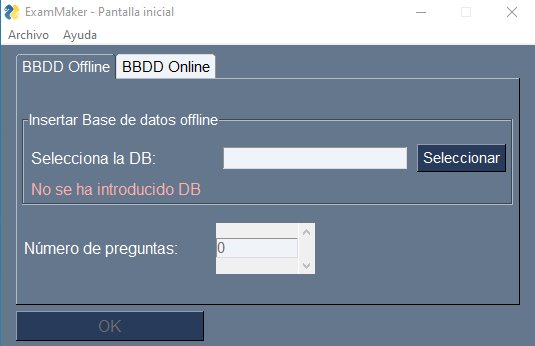 ExamMaker - Pantalla inicial
Archivo Ayuda
BBDD Offline BBDD Online
Insertar Base de datos offline
Selecciona la DB: Seleccionar
No se ha introducido DB
Número de preguntas: 0
OK